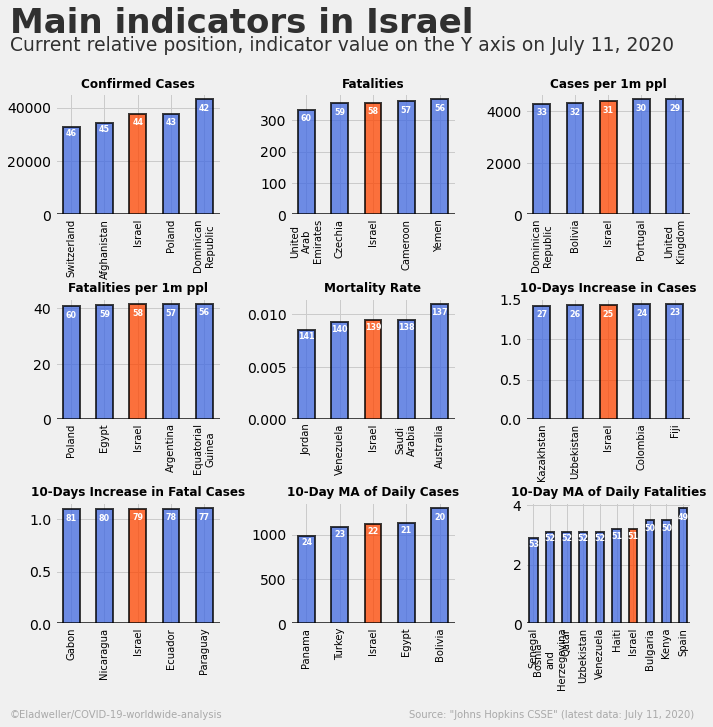 Main indicators in Israel
Current relative position, indicator value on the Y axis on July 11, 2020
Confirmed Cases
40000
20000
0
46
45
44
43
42
Switzerland
Afghanistan
Israel
Poland
Dominican
Republic
Fatalities
300
200
100
0
60
59
58
57
56
United
Arab
Emirates
Czechia
Israel
Cameroon
Yemen
Cases per 1m ppl
4000
2000
0
33
32
31
30
29
Dominican
Republic
Bolivia
Israel
Portugal
United
Kingdom
Fatalities per 1m ppl
40
20
0
60
59
58
57
56
Poland
Egypt
Israel
Argentina
Equatorial
Guinea
Mortality Rate
0.010
0.005
0.000
141
140
139
138
137
Jordan
Venezuela
Israel
Saudi
Arabia
Australia
10-Days Increase in Cases
1.5
1.0
0.5
0.0
27
26
25
24
23
Kazakhstan
Uzbekistan
Israel
Colombia
Fiji
10-Days Increase in Fatal Cases
1.0
0.5
0.0
81
80
79
78
77
Gabon
Nicaragua
Israel
Ecuador
Paraguay
10-Day MA of Daily Cases
1000
500
0
24
23
22
21
20
Panama
Turkey
Israel
Egypt
Bolivia
10-Day MA of Daily Fatalities
4
2
0
53
52
52
52
52
51
51
50
50
49
Senegal
Bosnia
and
Herzegovina
Qatar
Uzbekistan
Venezuela
Haiti
Israel
Bulgaria
Kenya
Spain
©Eladweller/COVID-19-worldwide-analysis
Source: "Johns Hopkins CSSE" (latest data: July 11, 2020)